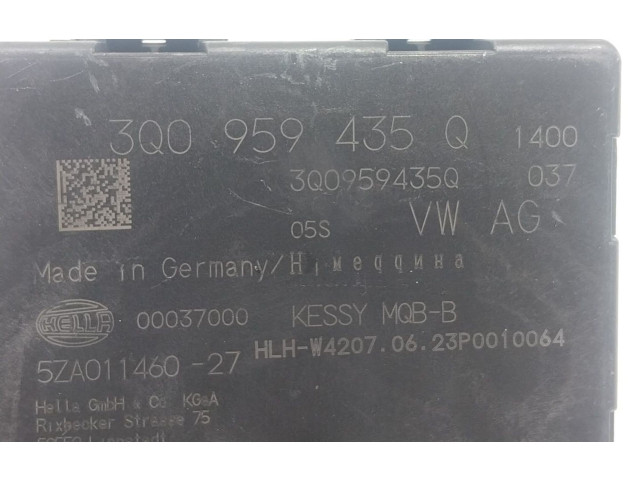 3Q0 959 435 Q 1400
3Q0959435Q 037
05S VW AG
Made in Germany/Німеччина
HELLA 00037000 KESSY MQB-B
5ZA011460-27 HLH-W4207.06.23P0010064
Hella GmbH & Co. KGaA
Rixbecker Strasse 75
Lippstadt